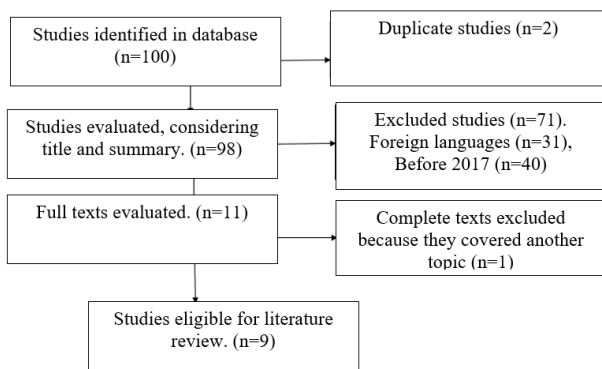 Studies identified in database
(n=100)
Duplicate studies (n=2)
Studies evaluated, considering
title and summary. (n=98)
Excluded studies (n=71).
Foreign languages (n=31),
Before 2017 (n=40)
Full texts evaluated. (n=11)
Complete texts excluded
because they covered another
topic (n=1)
Studies eligible for literature
review. (n=9)